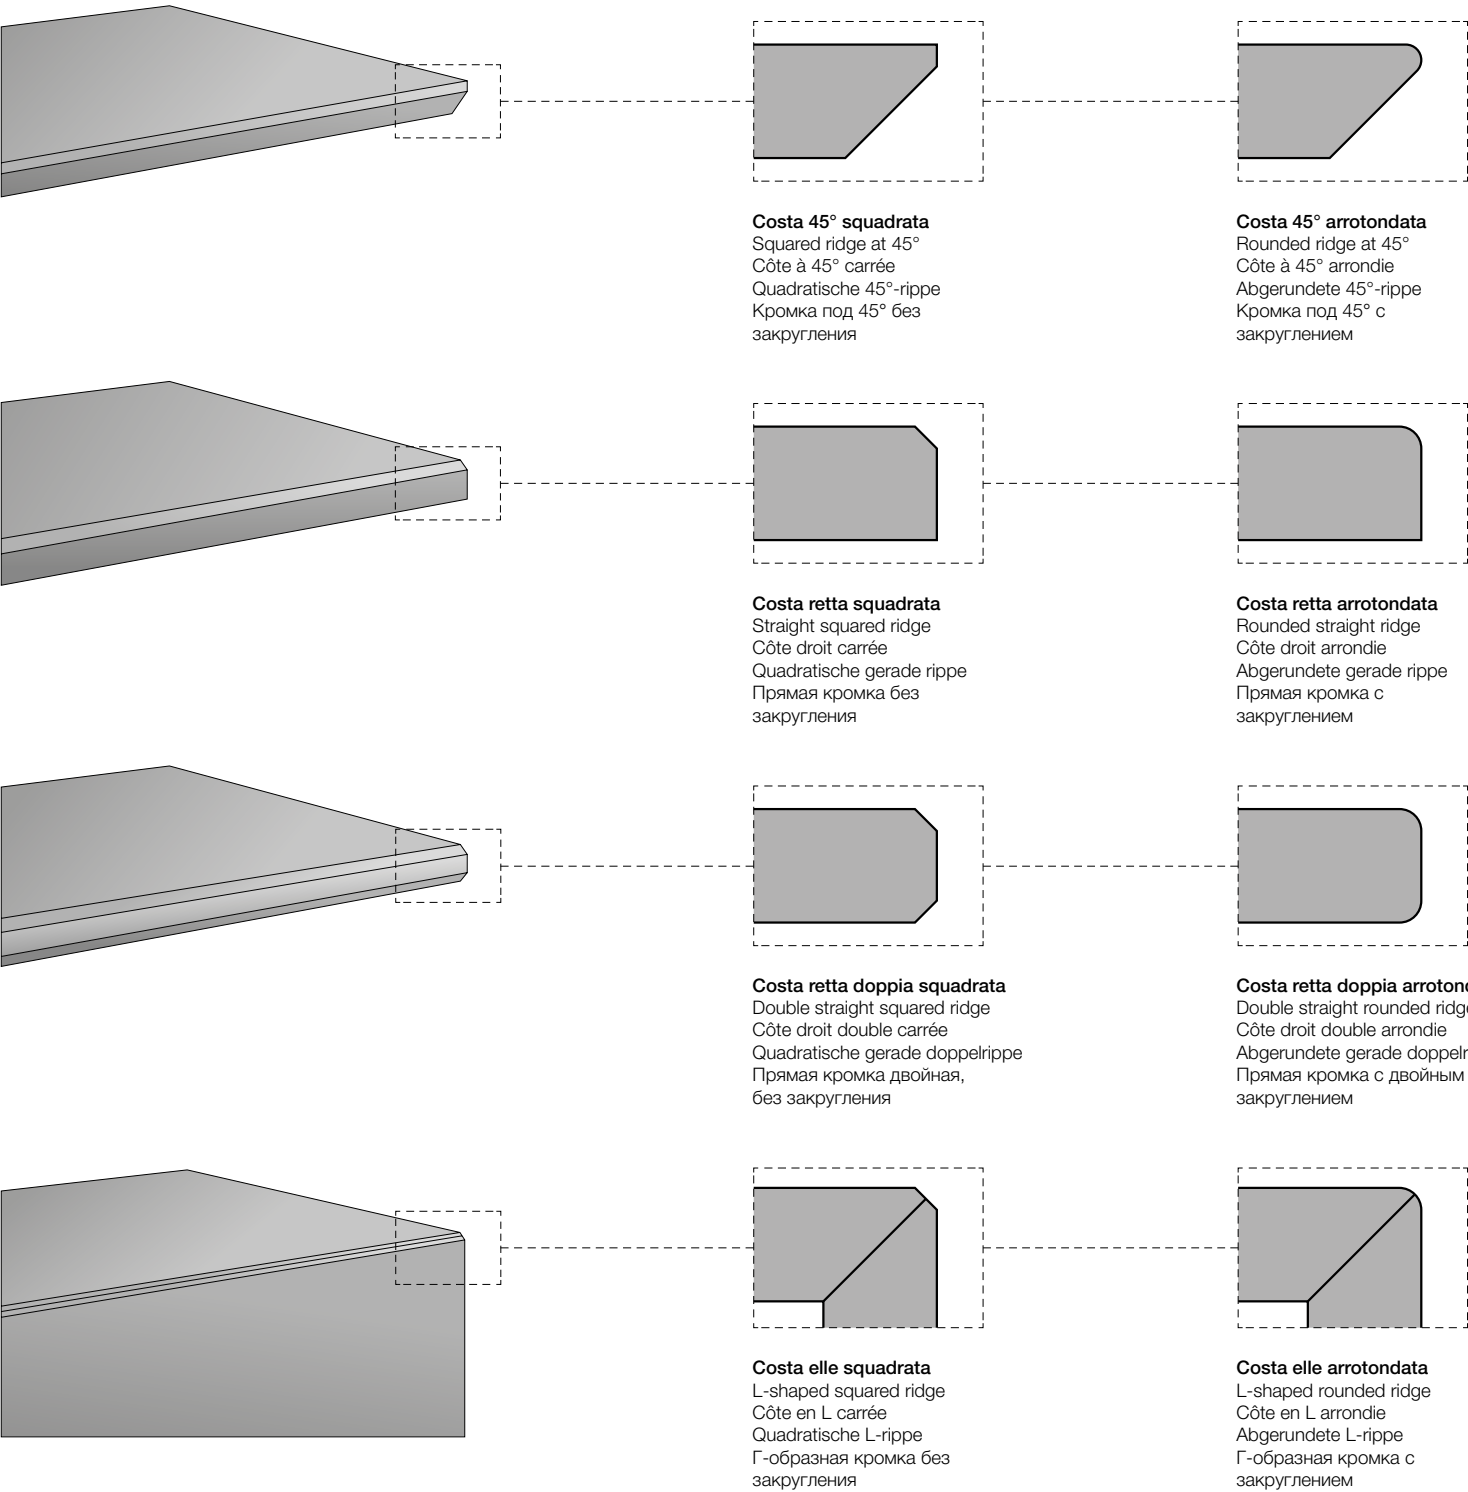 Costa 45° squadrata
Squared ridge at 45°
Côte à 45° carrée
Quadratische 45°-rippe
Кромка под 45° без
закругления
Costa 45° arrotondata
Rounded ridge at 45°
Côte à 45° arrondie
Abgerundete 45°-rippe
Кромка под 45° с
закруглением
Costa retta squadrata
Straight squared ridge
Côte droit carrée
Quadratische gerade rippe
Прямая кромка без
закругления
Costa retta arrotondata
Rounded straight ridge
Côte droit arrondie
Abgerundete gerade rippe
Прямая кромка с
закруглением
Costa retta doppia squadrata
Double straight squared ridge
Côte droit double carrée
Quadratische gerade doppelrippe
Прямая кромка двойная,
без закругления
Costa retta doppia
Double straight rounded
Côte droit double arrondie
Abgerundete gerade
Прямая кромка с двойным
закруглением
Costa elle squadrata
L-shaped squared ridge
Côte en L carrée
Quadratische L-rippe
Г-образная кромка без
закругления
Costa elle arrotondata
L-shaped rounded ridge
Côte en L arrondie
Abgerundete L-rippe
Г-образная кромка с
закруглением